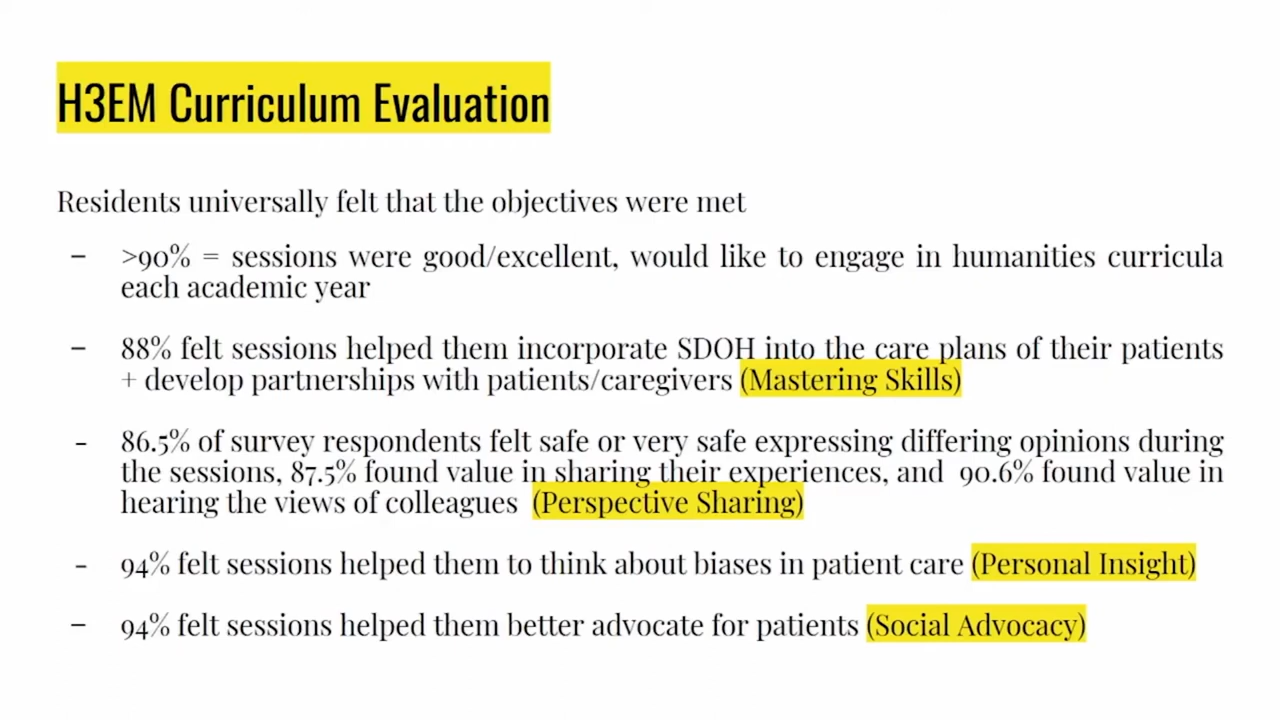 H3EM Curriculum Evaluation
Residents universally felt that the objectives were met
– >90% = sessions were good/excellent, would like to engage in humanities curricula
each academic year
– 88% felt sessions helped them incorporate SDOH into the care plans of their patients
+ develop partnerships with patients/caregivers (Mastering Skills)
- 86.5% of survey respondents felt safe or very safe expressing differing opinions during
the sessions, 87.5% found value in sharing their experiences, and 90.6% found value in
hearing the views of colleagues (Perspective Sharing)
- 94% felt sessions helped them to think about biases in patient care (Personal Insight)
– 94% felt sessions helped them better advocate for patients (Social Advocacy)